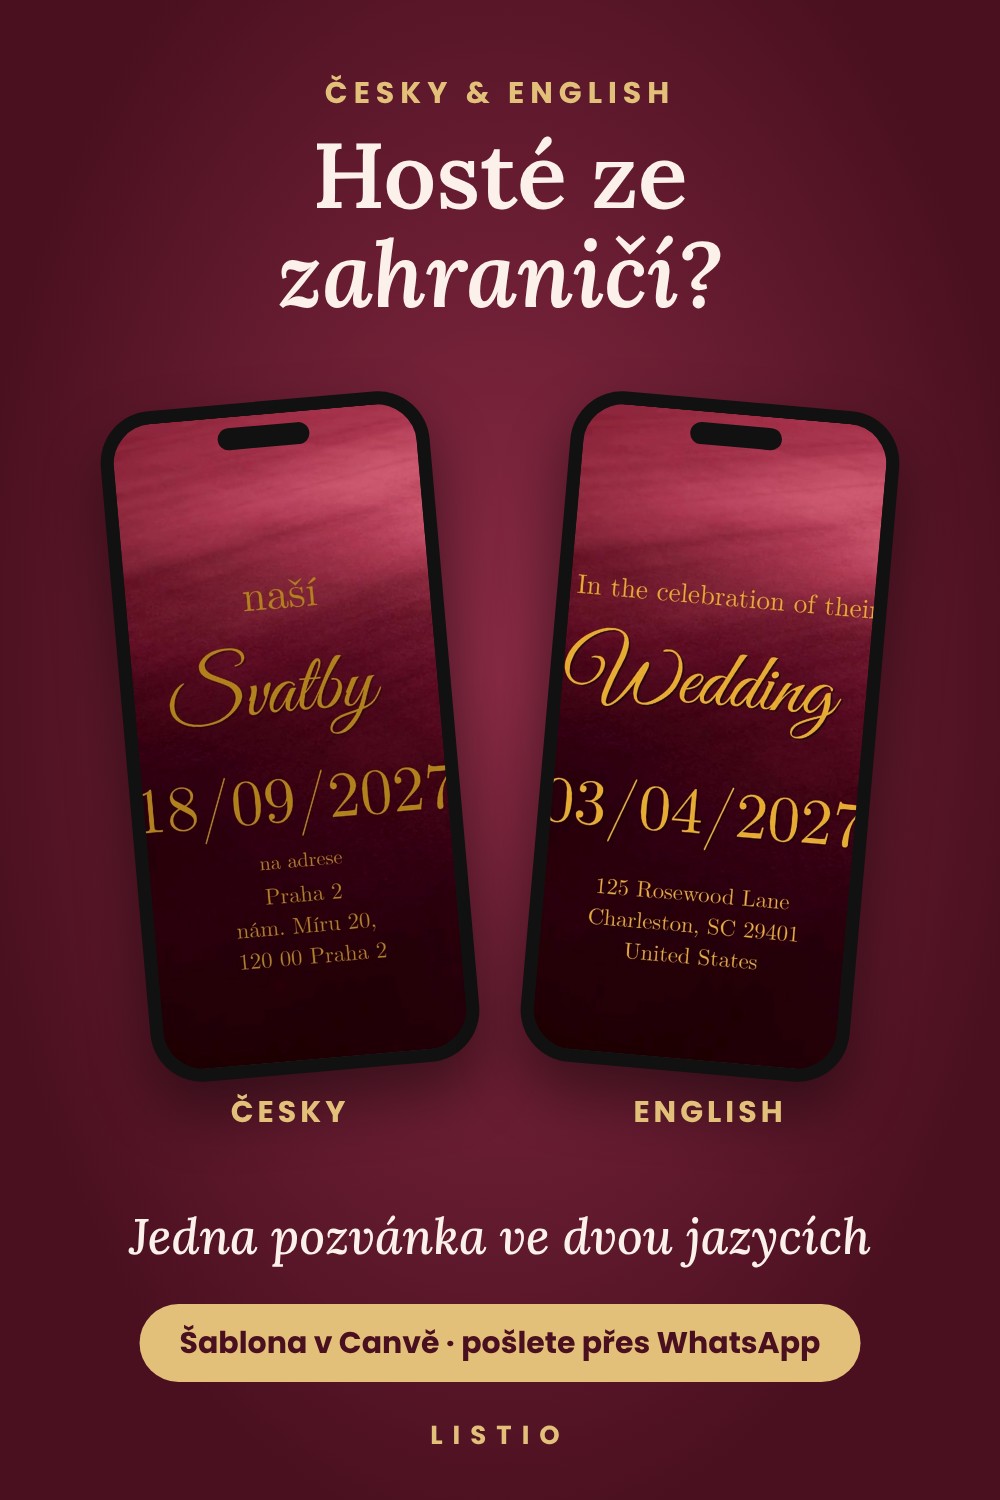 ČESKY & ENGLISH
Hosté ze
zahraničí?
naší
Svatby
18/09/2027
na adrese
Praha 2
nám. Míru 20,
120 00 Praha 2
In the celebration of their
Wedding
03/04/2027
125 Rosewood Lane
Charleston, SC 29401
United States
ČESKY
ENGLISH
Jedna pozvánka ve dvou jazycích
Šablona v Canvě · pošlete přes WhatsApp
LISTIO